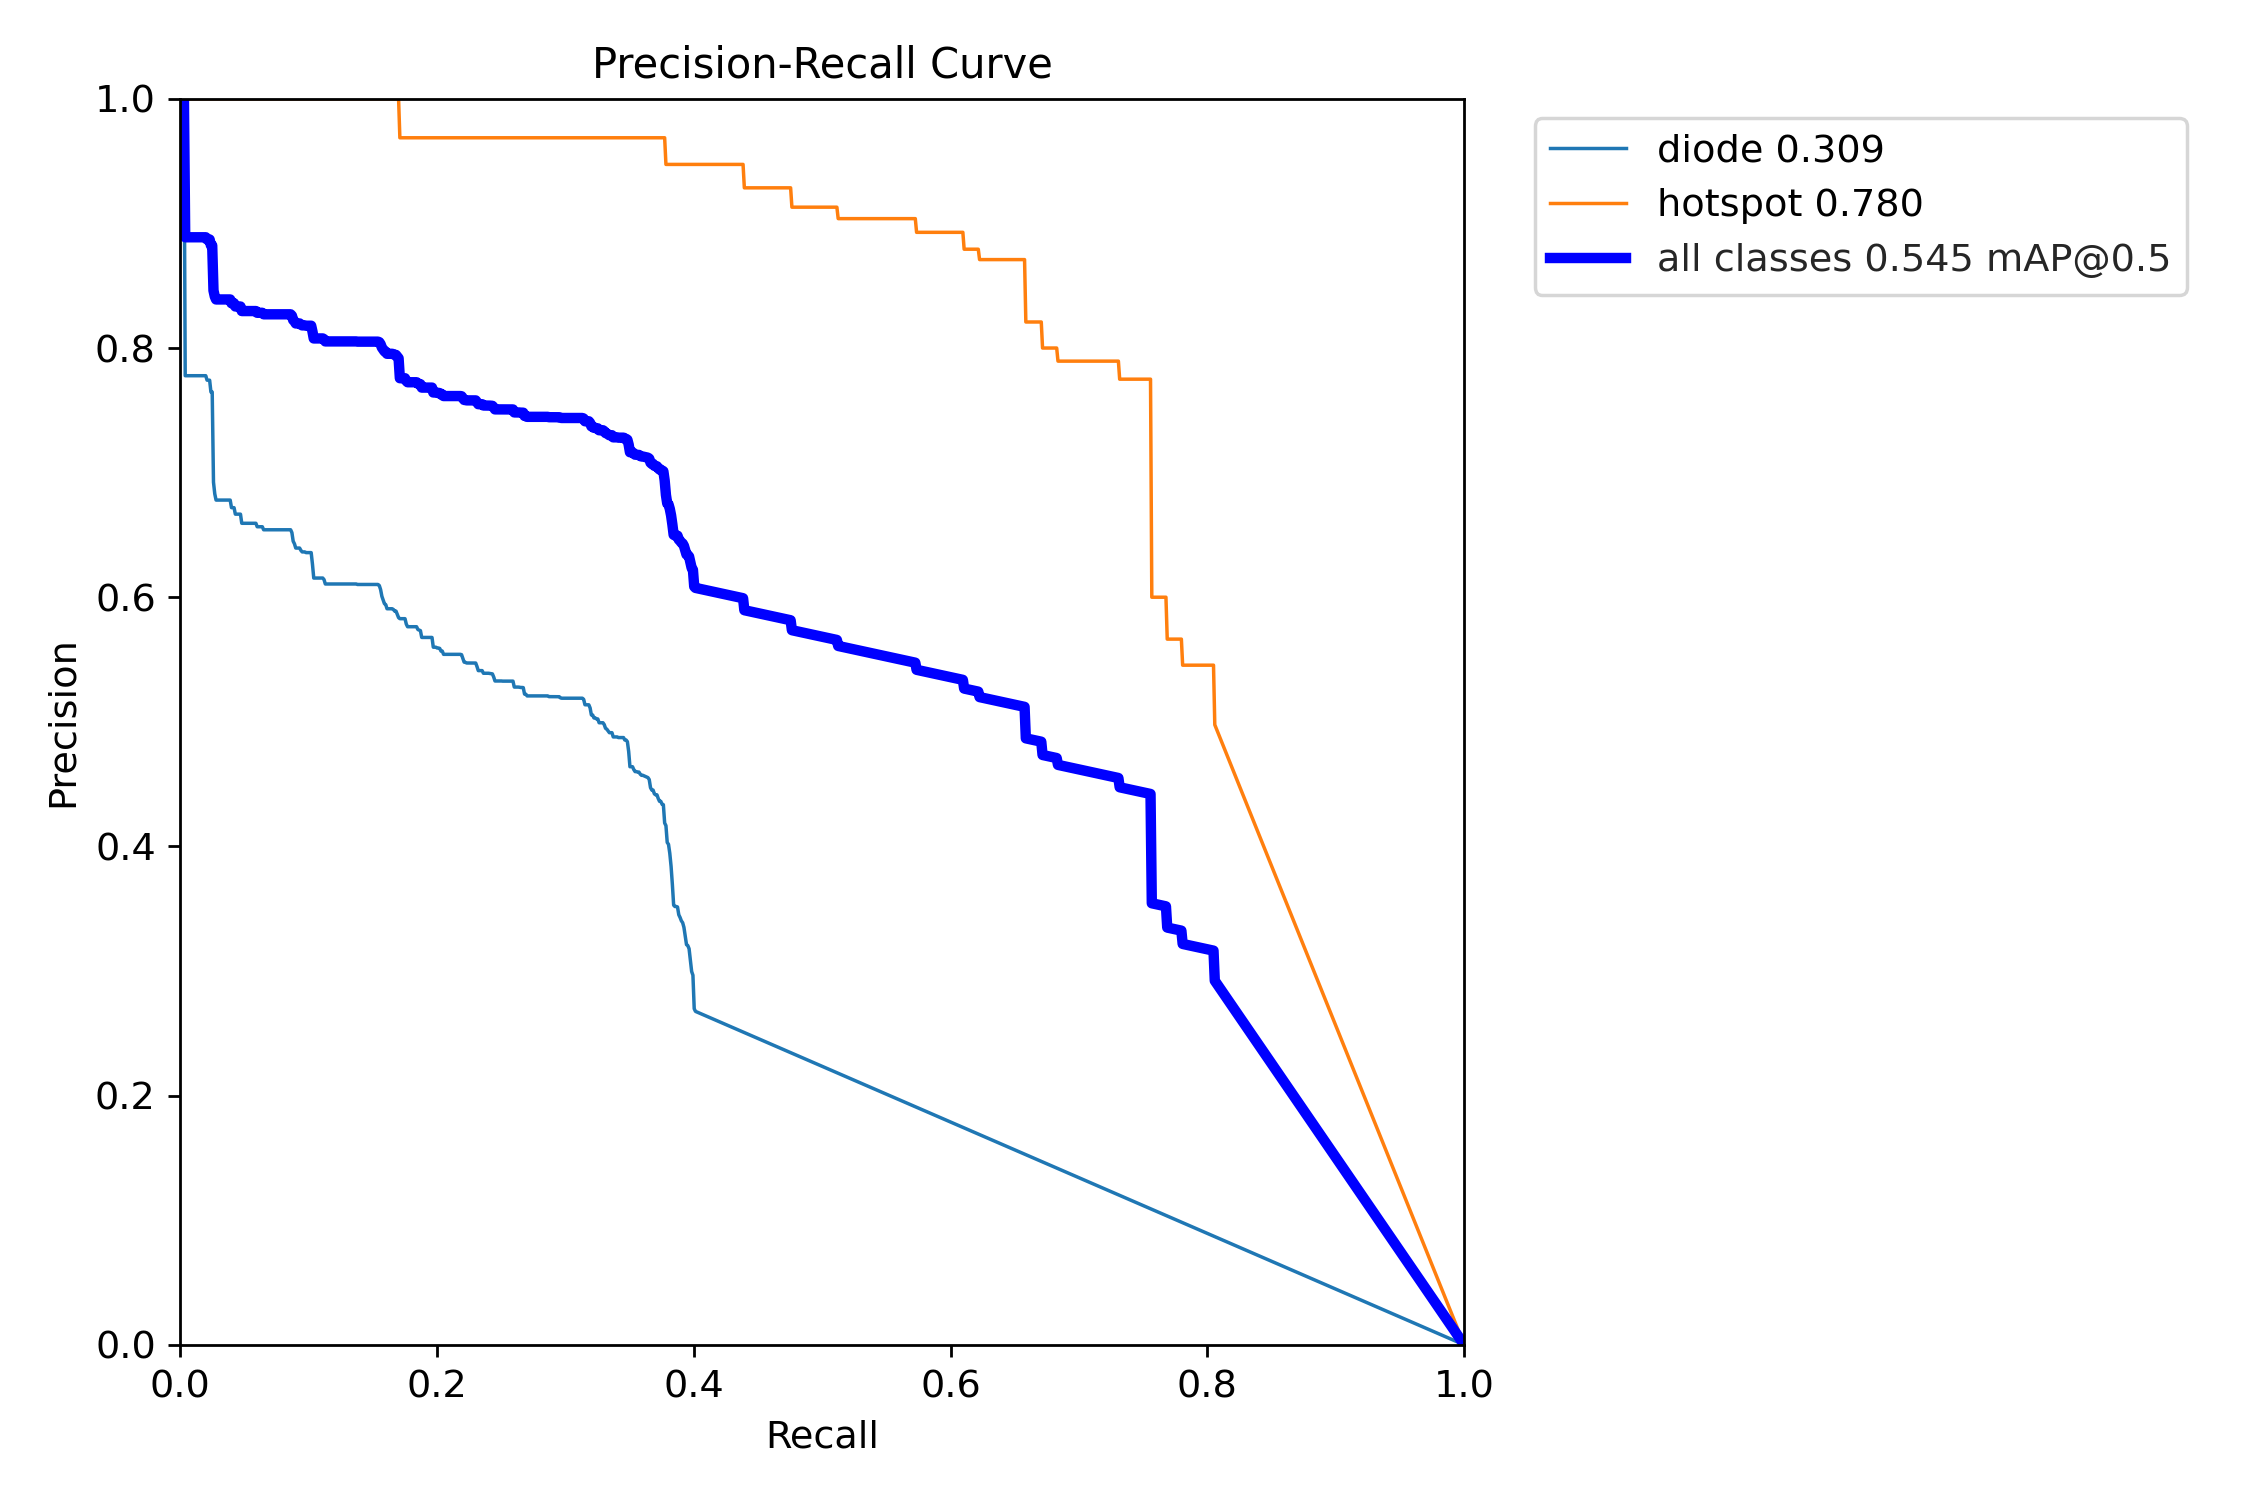 Precision-Recall Curve
1.0
0.8
0.6
0.4
0.2
0.0
Precision
0.0 0.2 0.4 0.6 0.8 1.0
Recall
diode 0.309
hotspot 0.780
all classes 0.545 mAP@0.5